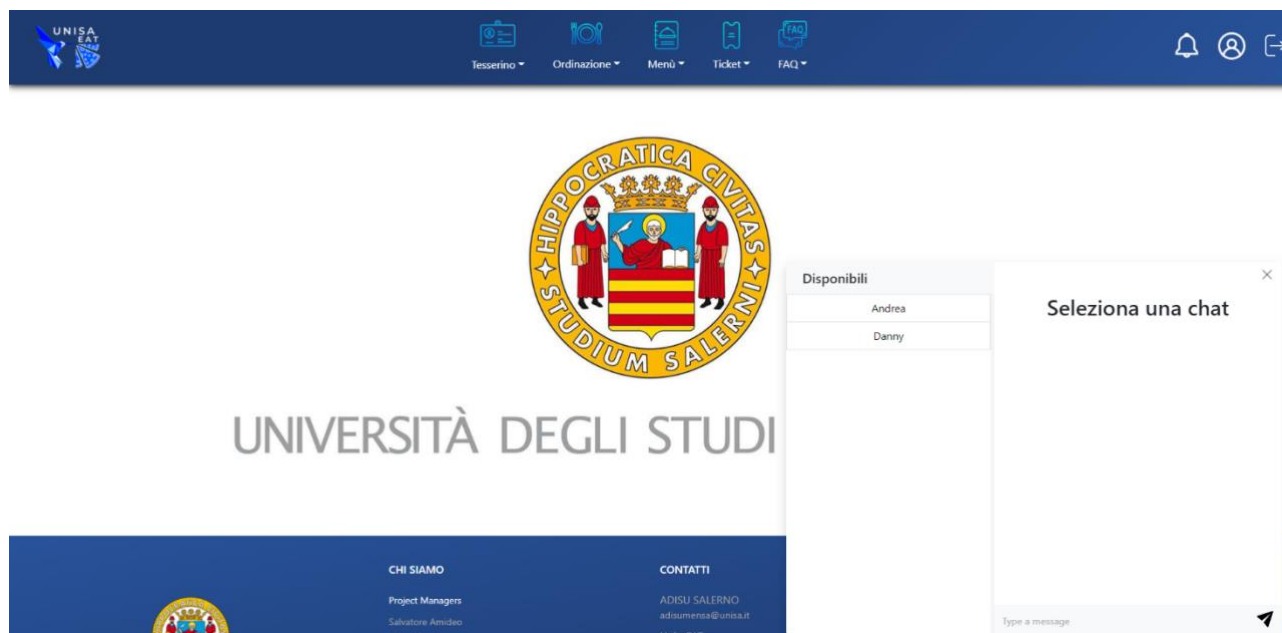 UNISA
EAT
Tesserino
Ordinazione
Menù
Ticket
FAQ
FAQ
HIPPOCRATICA CIVITAS
STUDIUM SALERNI
UNIVERSITÀ DEGLI STUDI
Disponibili
Andrea
Danny
Seleziona una chat
Type a message
CHI SIAMO
Project Managers
Salvatore Amideo
CONTATTI
ADISU SALERNO
adisumensa@unisa.it